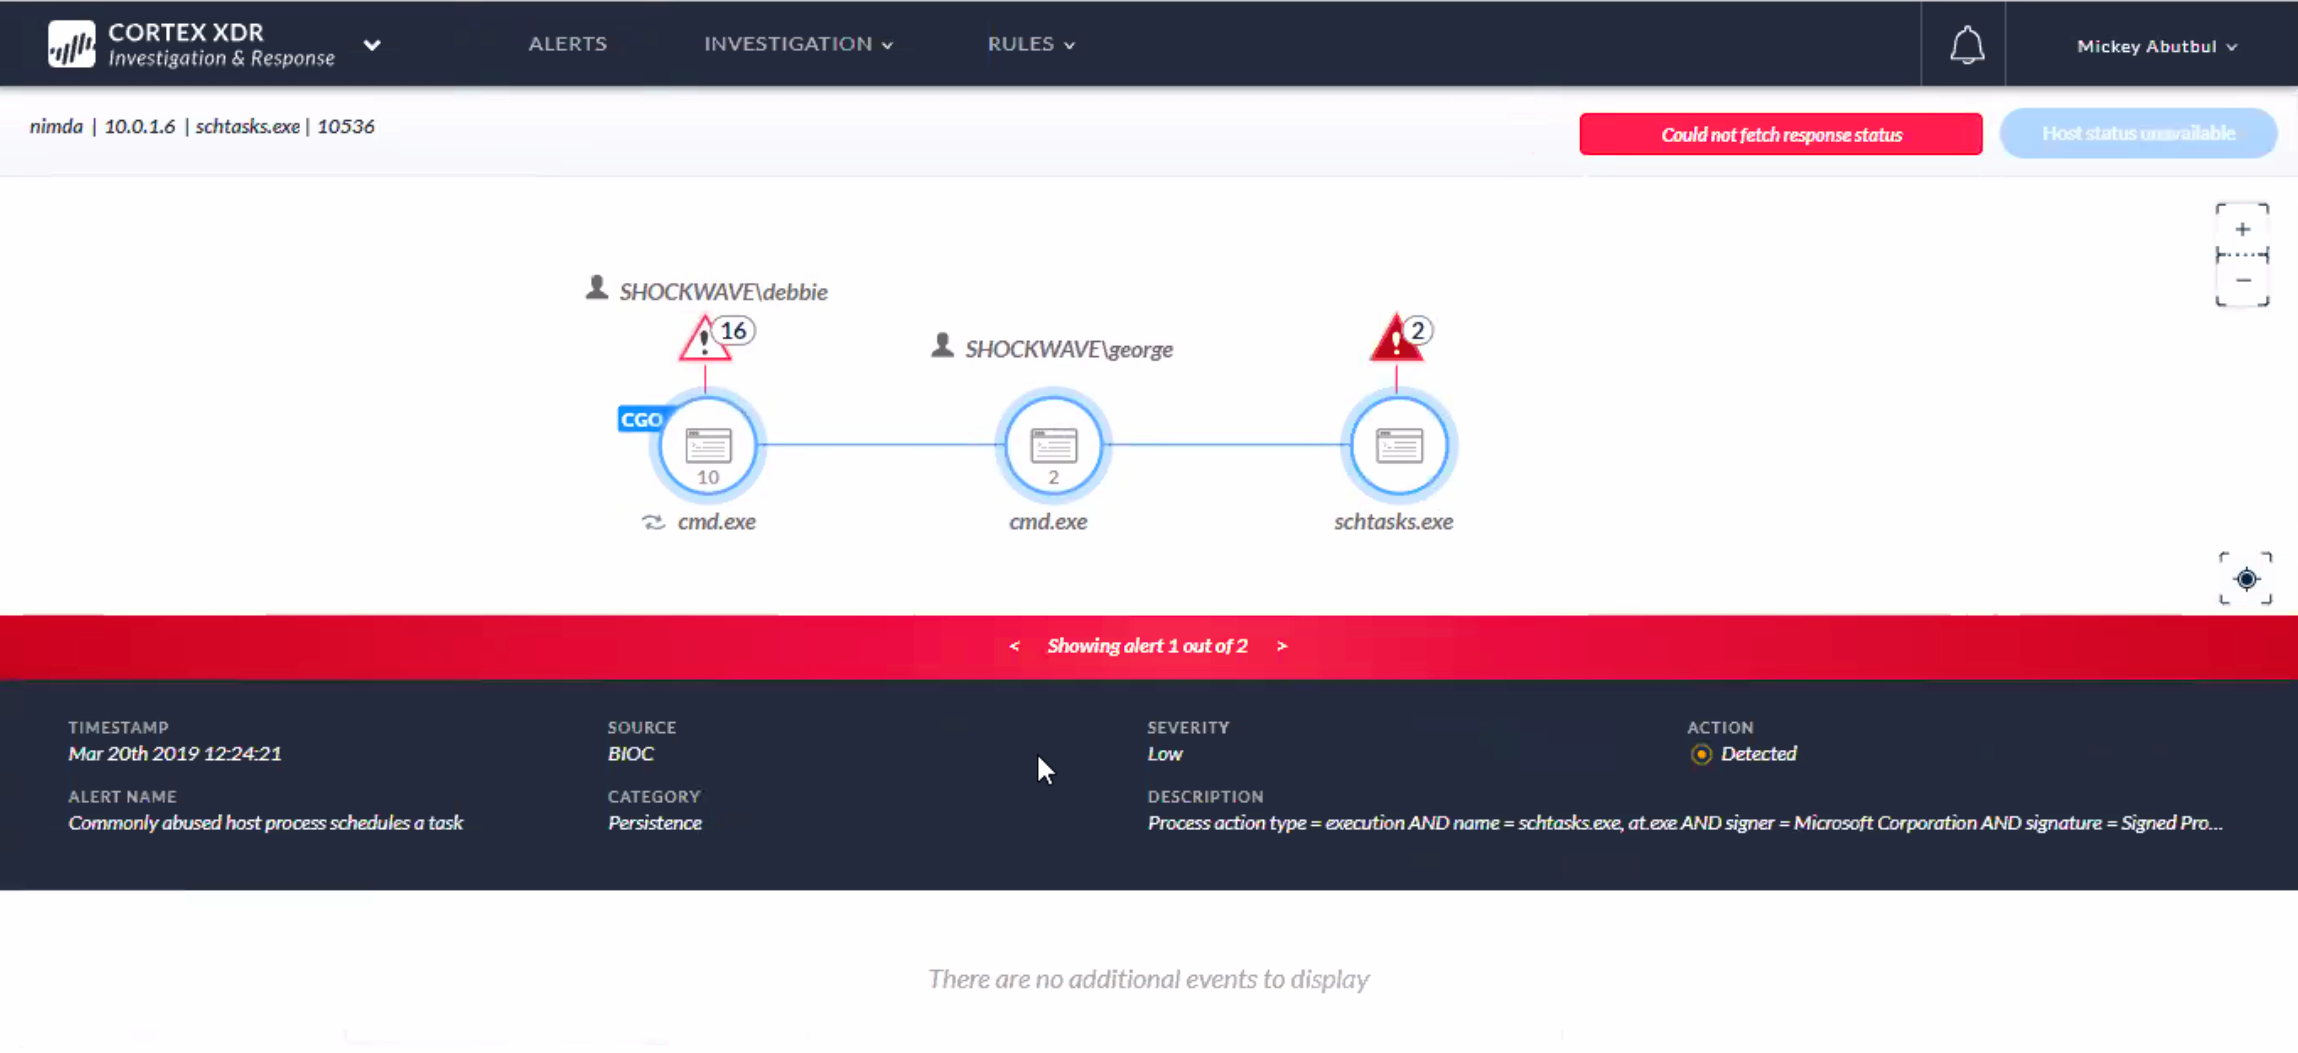 CORTEX XDR
Investigation & Response
ALERTS
INVESTIGATION
RULES
Mickey Abutbul
nimda | 10.0.1.6 | schtasks.exe | 10536
Could not fetch response status
Host status unavailable
+
−
SHOCKWAVE\debbie
16
SHOCKWAVE\george
2
CGO
10
2
cmd.exe
cmd.exe
schtasks.exe
< Showing alert 1 out of 2 >
TIMESTAMP
Mar 20th 2019 12:24:21
SOURCE
BIOC
SEVERITY
Low
ACTION
Detected
ALERT NAME
Commonly abused host process schedules a task
CATEGORY
Persistence
DESCRIPTION
Process action type = execution AND name = schtasks.exe, at.exe AND signer = Microsoft Corporation AND signature = Signed Pro...
There are no additional events to display